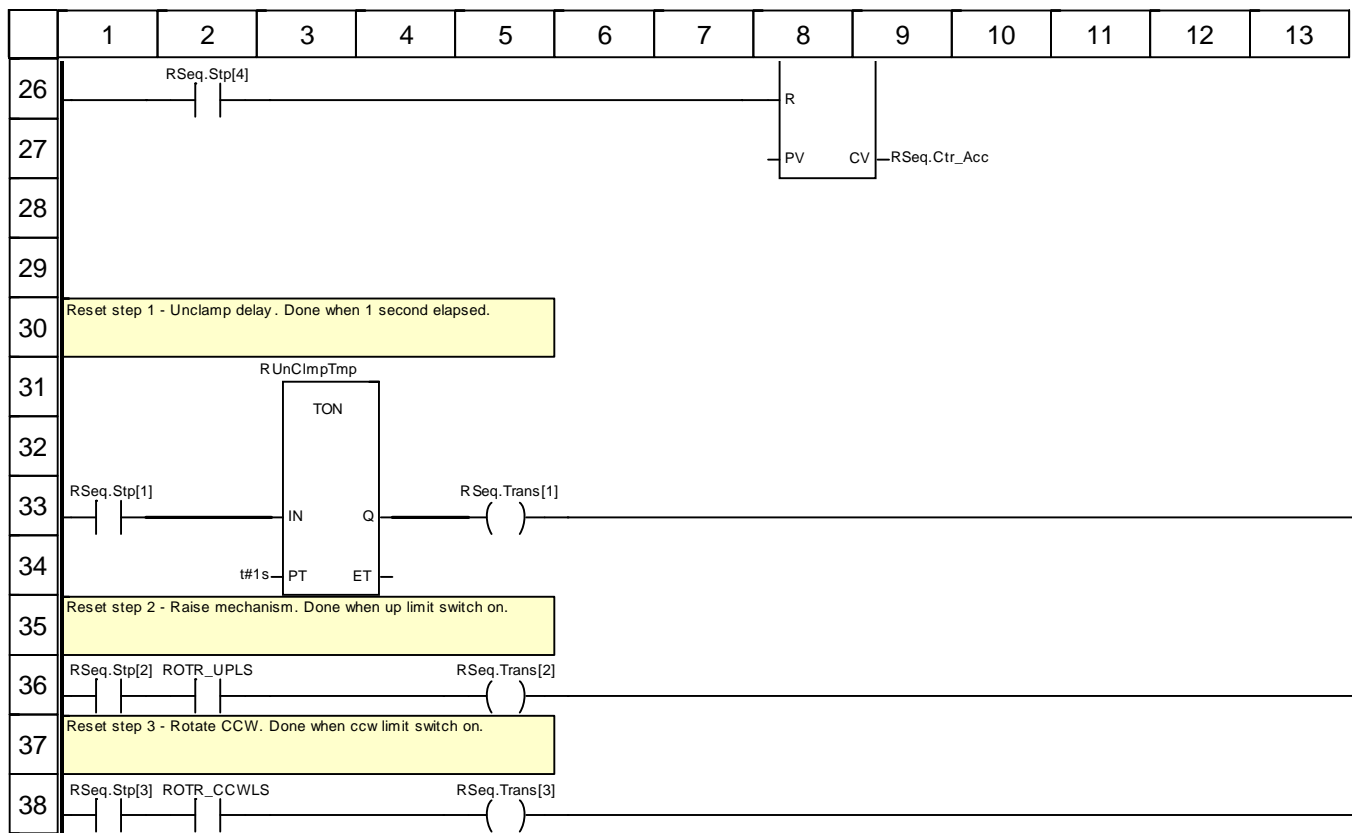 1 2 3 4 5 6 7 8 9 10 11 12 13
26 RSeq.Stp[4] R
27 PV CV RSeq.Ctr_Acc
28
29
30 Reset step 1 - Unclamp delay. Done when 1 second elapsed.
31 RUnClmpTmp
TON
32
33 RSeq.Stp[1] IN Q RSeq.Trans[1]
34 t#1s PT ET
35 Reset step 2 - Raise mechanism. Done when up limit switch on.
36 RSeq.Stp[2] ROTR_UPLS RSeq.Trans[2]
37 Reset step 3 - Rotate CCW. Done when ccw limit switch on.
38 RSeq.Stp[3] ROTR_CCWLS RSeq.Trans[3]